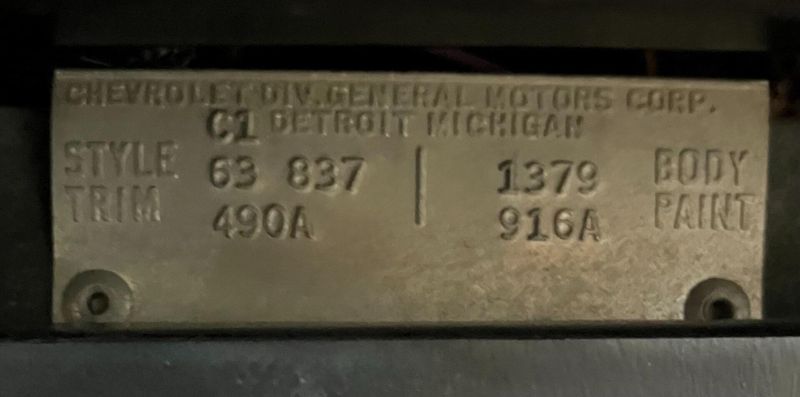 CHEVROLET DIV. GENERAL MOTORS CORP.
C1 DETROIT MICHIGAN
STYLE 63 837 | 1379 BODY
TRIM 490A 916A PAINT